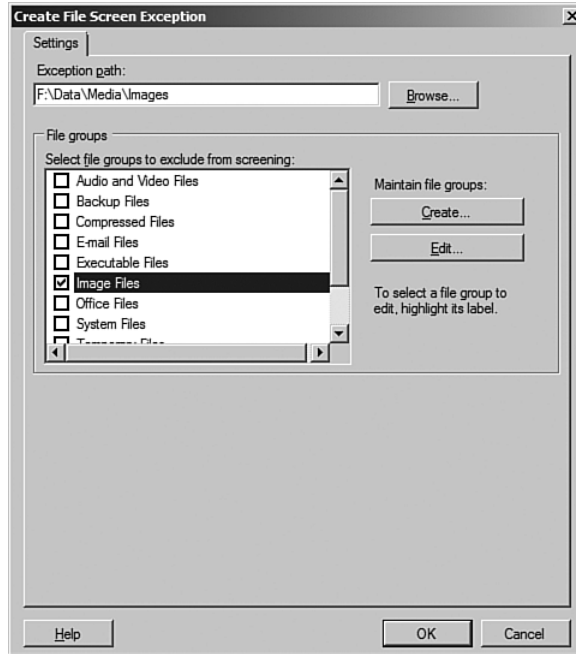 Create File Screen Exception
Settings
Exception path:
F:\Data\Media\Images
Browse...
File groups
Select file groups to exclude from screening:
Audio and Video Files
Backup Files
Compressed Files
E-mail Files
Executable Files
Image Files
Office Files
System Files
Maintain file groups:
Create...
Edit...
To select a file group to
edit, highlight its label.
Help
OK
Cancel